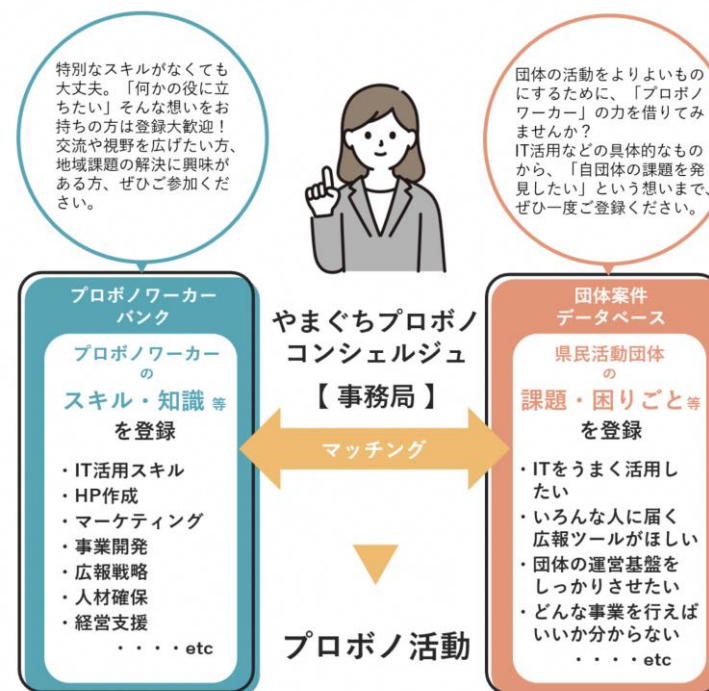 特別なスキルがなくても
大丈夫。「何かの役に立
ちたい」そんな想いをお
持ちの方は登録大歓迎！
交流や視野を広げたい方、
地域課題の解決に興味が
ある方、ぜひご参加くだ
さい。
団体の活動をよりよいもの
にするために、「プロボノ
ワーカー」の力を借りてみ
ませんか？
IT活用などの具体的なもの
から、「自団体の課題を発
見したい」という想いまで、
ぜひ一度ご登録ください。
プロボノワーカー
バンク
プロボノワーカー
の
スキル・知識 等
を登録
・IT活用スキル
・HP作成
・マーケティング
・事業開発
・広報戦略
・人材確保
・経営支援
・・・・etc
やまぐちプロボノ
コンシェルジュ
【 事務局 】
マッチング
プロボノ活動
団体案件
データベース
県民活動団体
の
課題・困りごと等
を登録
・ITをうまく活用し
たい
・いろんな人に届く
広報ツールがほしい
・団体の運営基盤を
しっかりさせたい
・どんな事業を行えば
いいか分からない
・・・・etc